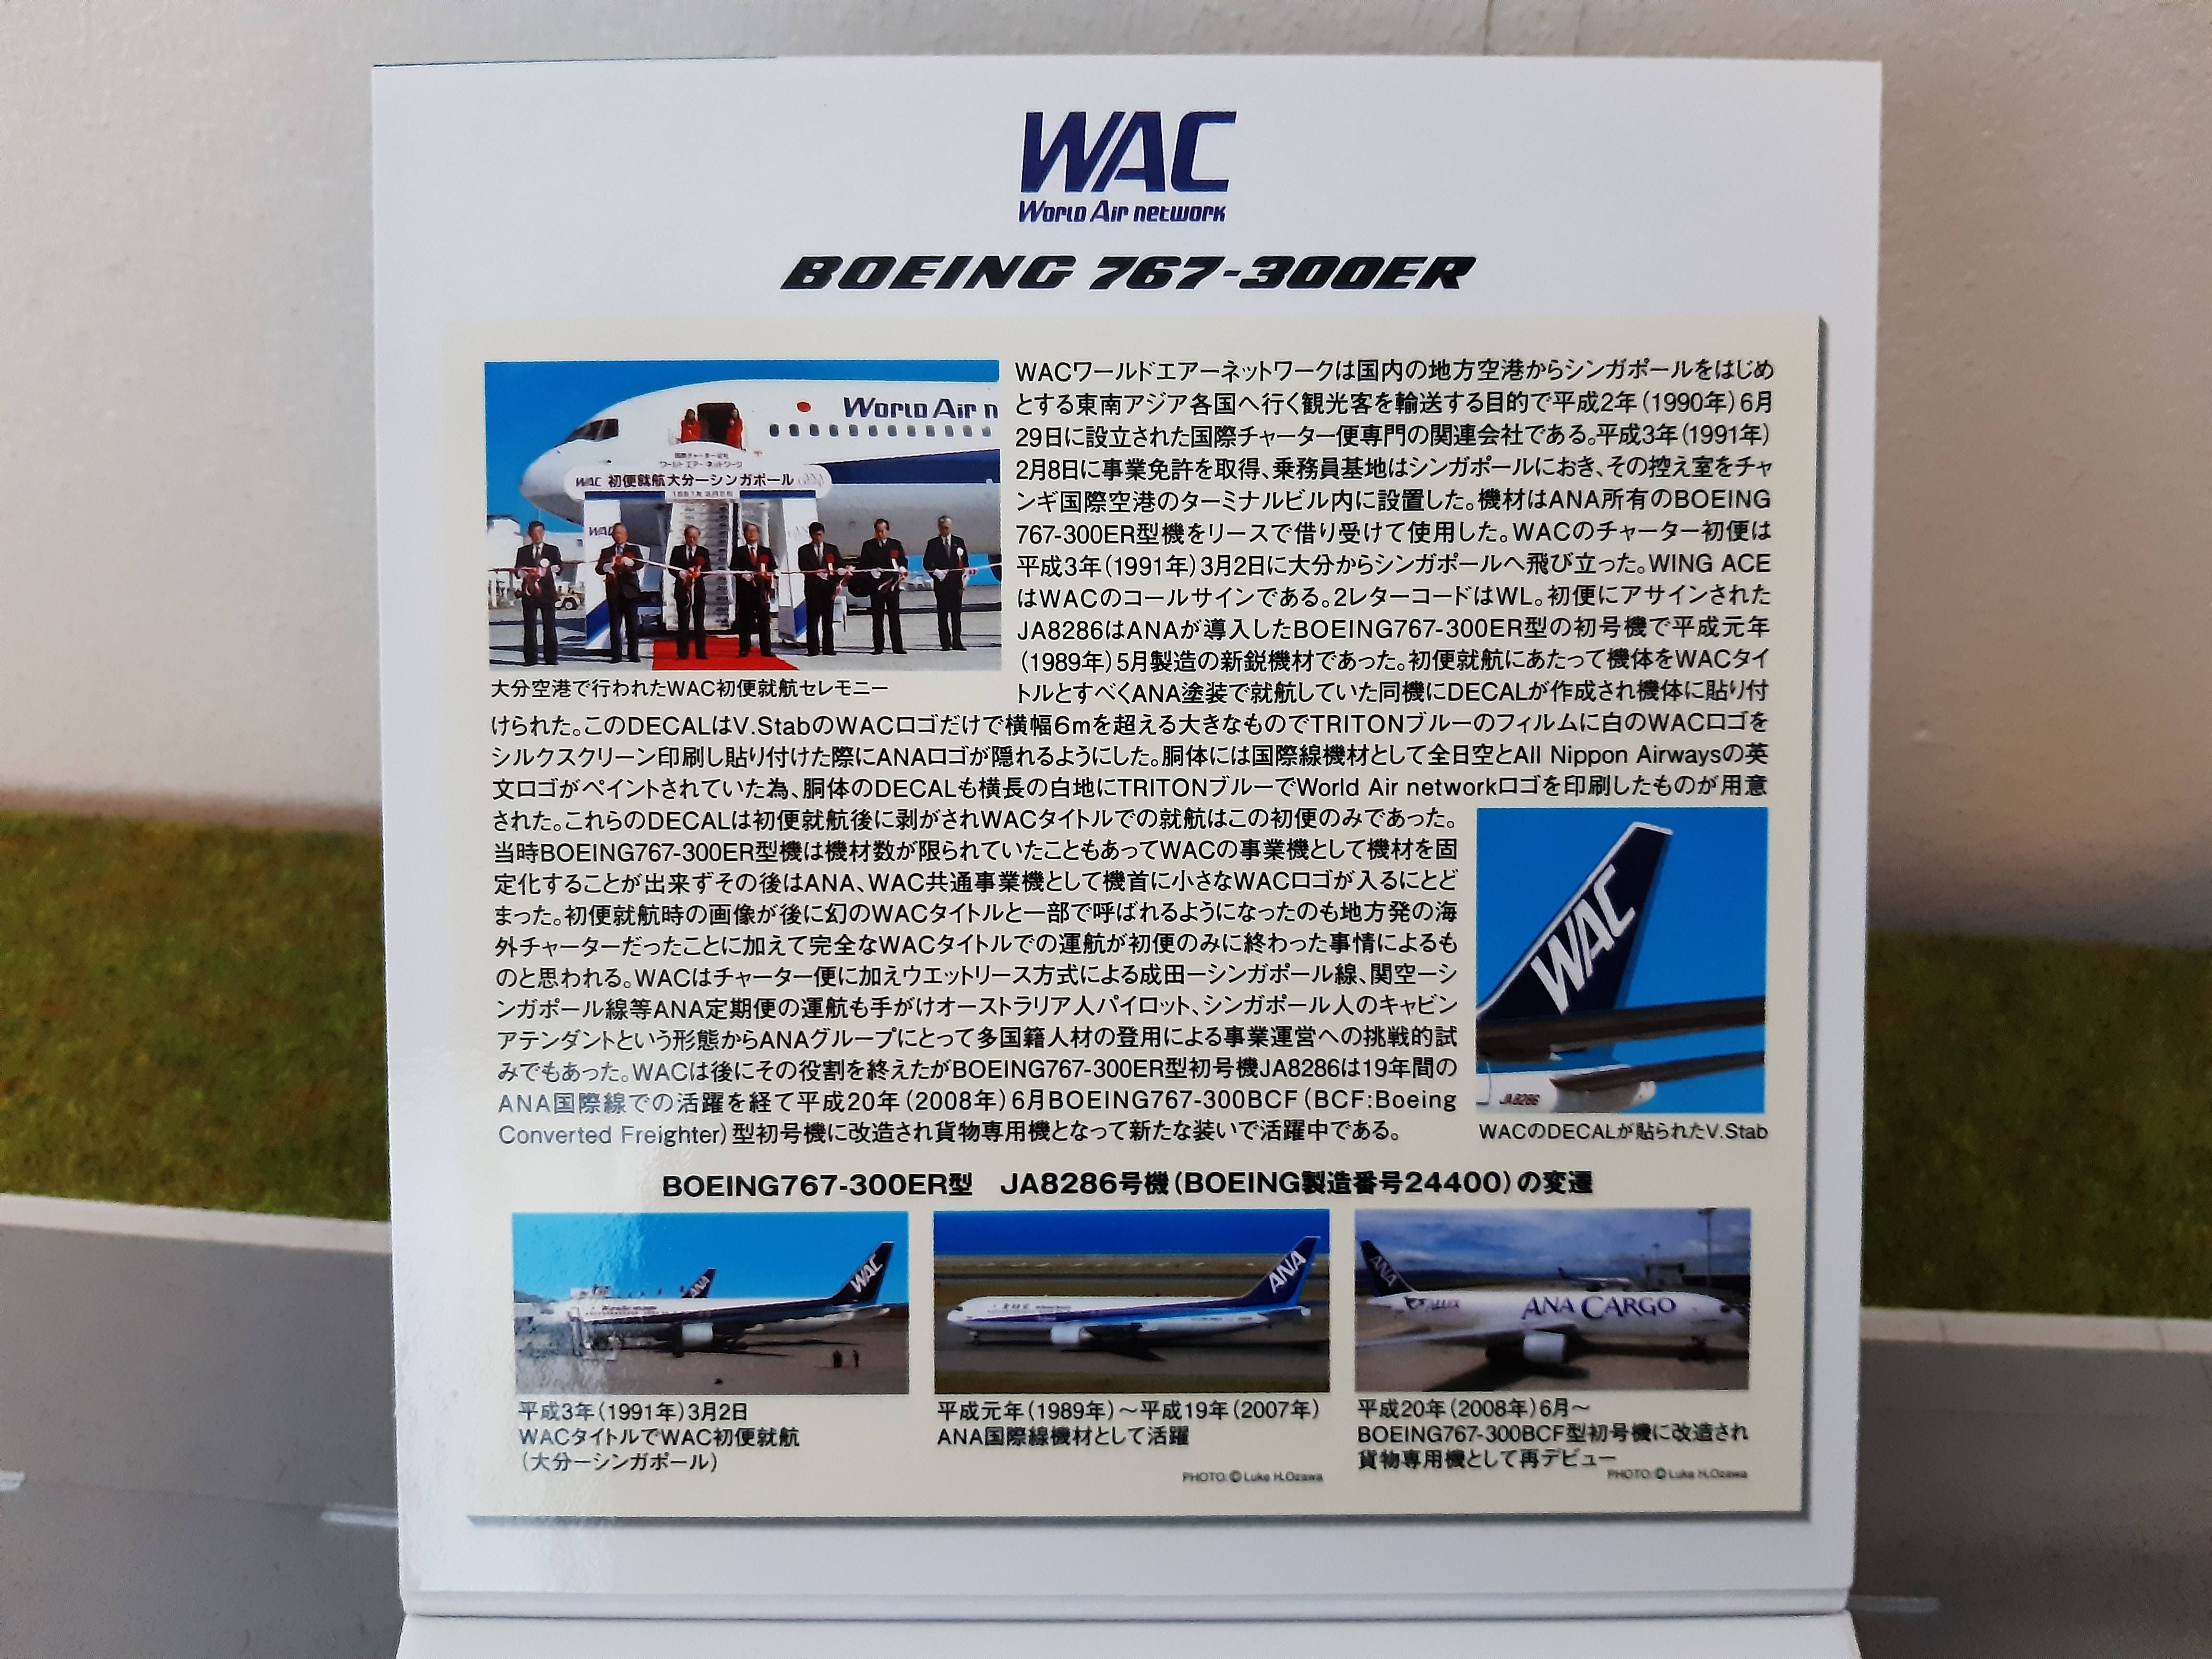 WAC
World Air network
BOEING 767-300ER
World Air n
国際チャーター記念
ワールドエアーネットワーク
WAC 初便就航大分ーシンガポール
WAC
大分空港で行われたWAC初便就航セレモニー
WACワールドエアーネットワークは国内の地方空港からシンガポールをはじめ
とする東南アジア各国へ行く観光客を輸送する目的で平成2年（1990年）6月
29日に設立された国際チャーター便専門の関連会社である。平成3年（1991年）
2月8日に事業免許を取得、乗務員基地はシンガポールにおき、その控え室をチャ
ンギ国際空港のターミナルビル内に設置した。機材はANA所有のBOEING
767-300ER型機をリースで借り受けて使用した。WACのチャーター初便は
平成3年（1991年）3月2日に大分からシンガポールへ飛び立った。WING ACE
はWACのコールサインである。2レターコードはWL。初便にアサインされた
JA8286はANAが導入したBOEING767-300ER型の初号機で平成元年
（1989年）5月製造の新鋭機材であった。初便就航にあたって機体をWACタイ
トルとすべくANA塗装で就航していた同機にDECALが作成され機体に貼り付
けられた。このDECALはV.StabのWACロゴだけで横幅6mを超える大きなものでTRITONブルーのフィルムに白のWACロゴを
シルクスクリーン印刷し貼り付けた際にANAロゴが隠れるようにした。胴体には国際線機材として全日空とAll Nippon Airwaysの英
文ロゴがペイントされていた為、胴体のDECALも横長の白地にTRITONブルーでWorld Air networkロゴを印刷したものが用意
された。これらのDECALは初便就航後に剥がされWACタイトルでの就航はこの初便のみであった。
当時BOEING767-300ER型機は機材数が限られていたこともあってWACの事業機として機材を固
定化することが出来ずその後はANA、WAC共通事業機として機首に小さなWACロゴが入るにとど
まった。初便就航時の画像が後に幻のWACタイトルと一部で呼ばれるようになったのも地方発の海
外チャーターだったことに加えて完全なWACタイトルでの運航が初便のみに終わった事情によるも
のと思われる。WACはチャーター便に加えウエットリース方式による成田ーシンガポール線、関空ーシ
ンガポール線等ANA定期便の運航も手がけオーストラリア人パイロット、シンガポール人のキャビン
アテンダントという形態からANAグループにとって多国籍人材の登用による事業運営への挑戦的試
みでもあった。WACは後にその役割を終えたがBOEING767-300ER型初号機JA8286は19年間の
ANA国際線での活躍を経て平成20年（2008年）6月BOEING767-300BCF（BCF:Boeing
Converted Freighter）型初号機に改造され貨物専用機となって新たな装いで活躍中である。
WAC
JA8286
WACのDECALが貼られたV.Stab
BOEING767-300ER型　JA8286号機（BOEING製造番号24400）の変遷
WAC
ANA
ANA
ANA
ANA CARGO
平成3年（1991年）3月2日
WACタイトルでWAC初便就航
（大分ーシンガポール）
平成元年（1989年）～平成19年（2007年）
ANA国際線機材として活躍
PHOTO:©Luke H.Ozawa
平成20年（2008年）6月～
BOEING767-300BCF型初号機に改造され
貨物専用機として再デビュー
PHOTO:©Luke H.Ozawa